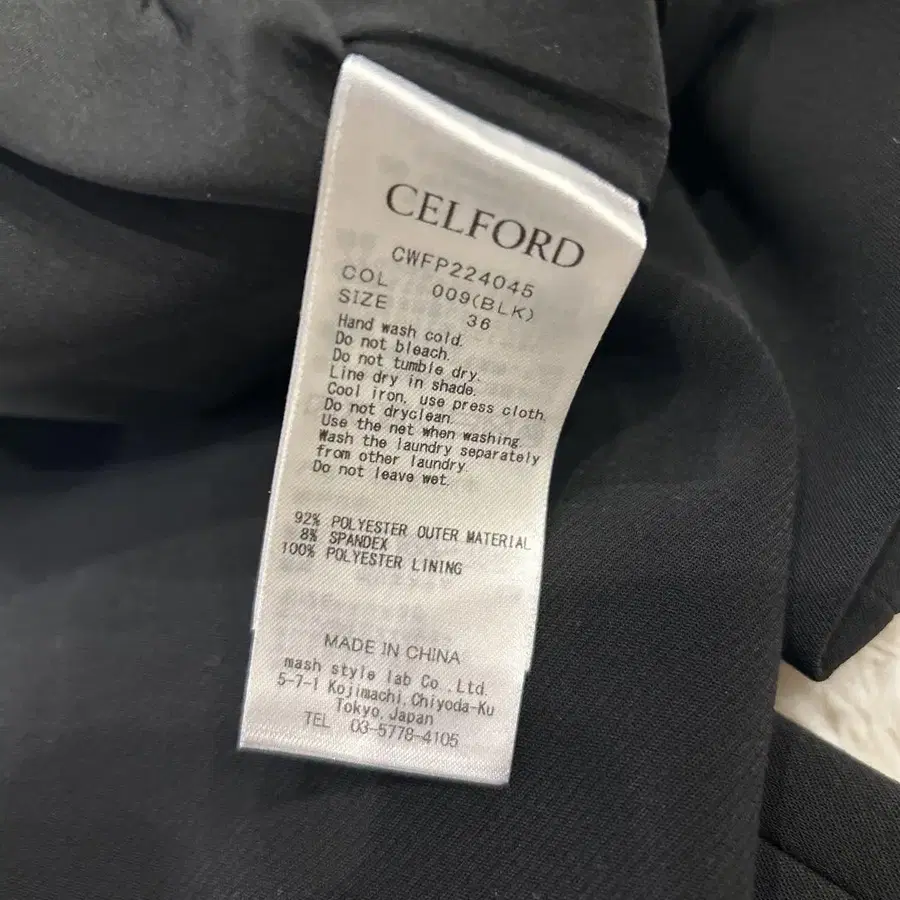 CELFORD
CWFP224045
COL 009(BLK)
SIZE 36
Hand wash cold.
Do not bleach.
Do not tumble dry.
Line dry in shade.
Cool iron, use press cloth.
Do not dryclean.
Use the net when washing.
Wash the laundry separately
from other laundry.
Do not leave wet.
92% POLYESTER OUTER MATERIAL
8% SPANDEX
100% POLYESTER LINING
MADE IN CHINA
mash style lab Co.,Ltd.
5-7-1 Kojimachi,Chiyoda-Ku
Tokyo,Japan
TEL 03-5778-4105